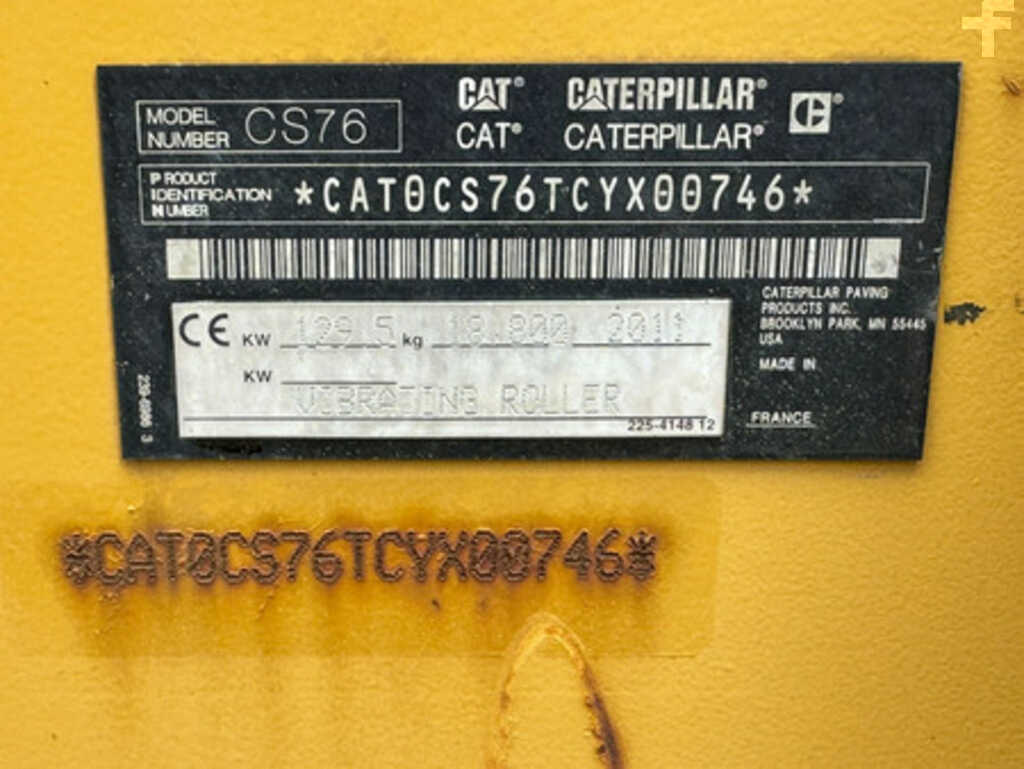 MODEL NUMBER CS76
CAT® CATERPILLAR® CE®
CAT® CATERPILLAR®
PRODUCT IDENTIFICATION NUMBER *CAT0CS76TCYX00746*
CATERPILLAR PAVING
PRODUCTS INC.
BROOKLYN PARK, MN 55445
USA
MADE IN
FRANCE
CE KW 129.5 kg 18.800 2011
KW
VIBRATING ROLLER
225-4148 12
*CAT0CS76TCYX00746*